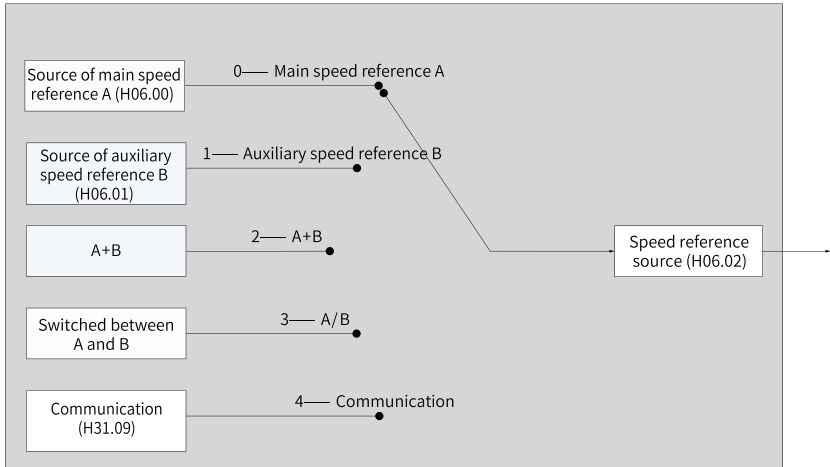 Source of main speed
reference A (H06.00)
0— Main speed reference A
Source of auxiliary
speed reference B
(H06.01)
1— Auxiliary speed reference B
A+B
2— A+B
Speed reference
source (H06.02)
Switched between
A and B
3— A/B
Communication
(H31.09)
4— Communication